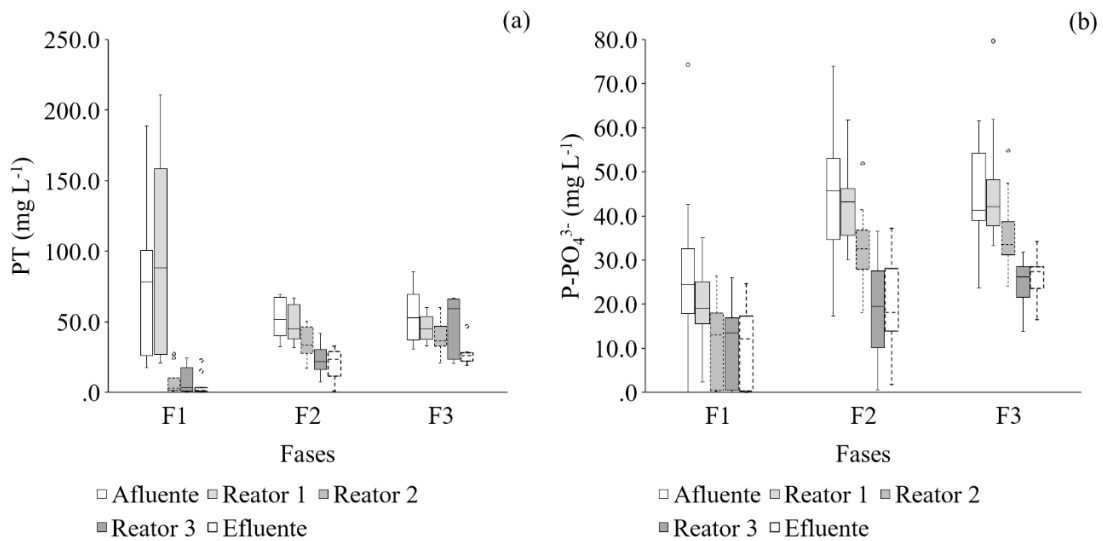 (a)
250.0
200.0
150.0
100.0
50.0
.0
PT (mg L-1)
F1 F2 F3
Fases
Afluente Reator 1 Reator 2
Reator 3 Efluente
(b)
80.0
70.0
60.0
50.0
40.0
30.0
20.0
10.0
.0
P-PO₄³⁻ (mg L⁻¹)
F1 F2 F3
Fases
Afluente Reator 1 Reator 2
Reator 3 Efluente